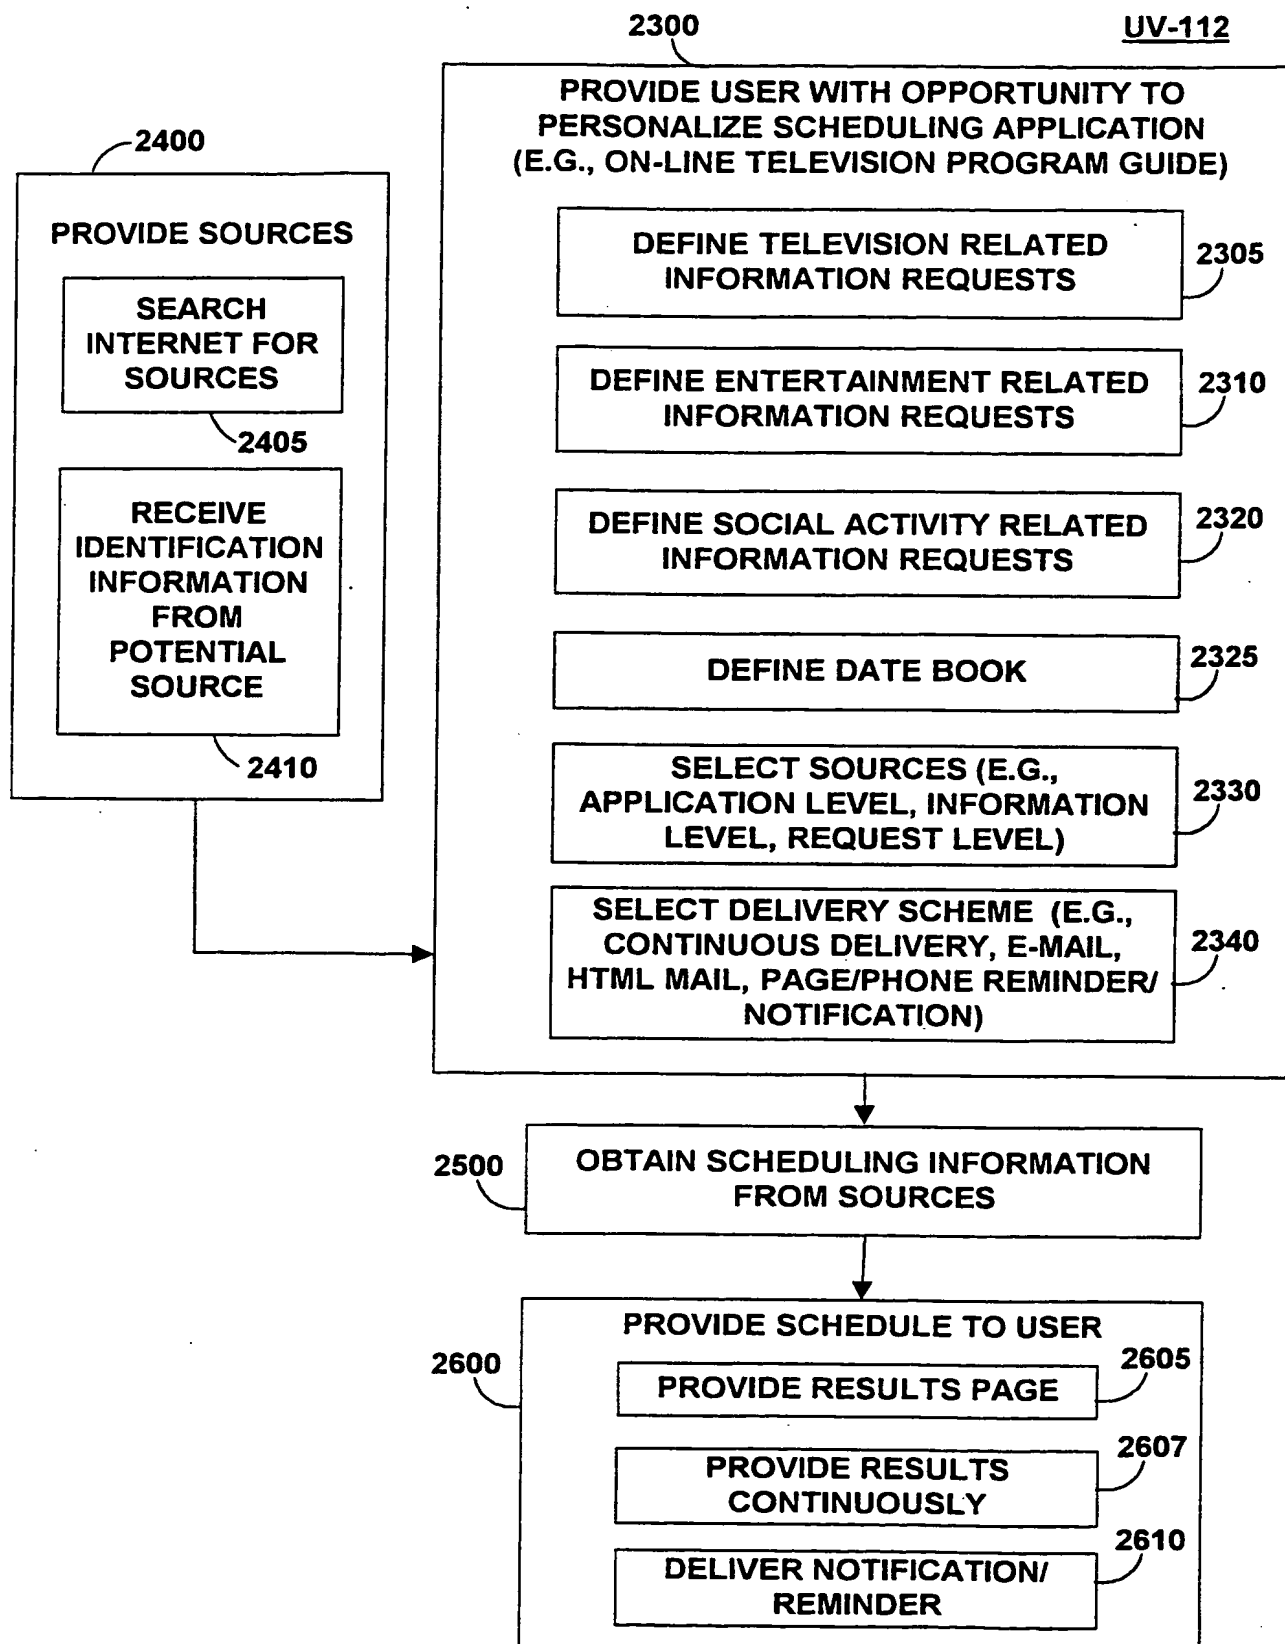 UV-112
2300
PROVIDE USER WITH OPPORTUNITY TO
PERSONALIZE SCHEDULING APPLICATION
(E.G., ON-LINE TELEVISION PROGRAM GUIDE)
2400
PROVIDE SOURCES
SEARCH
INTERNET FOR
SOURCES
2405
RECEIVE
IDENTIFICATION
INFORMATION
FROM
POTENTIAL
SOURCE
2410
DEFINE TELEVISION RELATED
INFORMATION REQUESTS
2305
DEFINE ENTERTAINMENT RELATED
INFORMATION REQUESTS
2310
DEFINE SOCIAL ACTIVITY RELATED
INFORMATION REQUESTS
2320
DEFINE DATE BOOK
2325
SELECT SOURCES (E.G.,
APPLICATION LEVEL, INFORMATION
LEVEL, REQUEST LEVEL)
2330
SELECT DELIVERY SCHEME (E.G.,
CONTINUOUS DELIVERY, E-MAIL,
HTML MAIL, PAGE/PHONE REMINDER/
NOTIFICATION)
2340
2500
OBTAIN SCHEDULING INFORMATION
FROM SOURCES
2600
PROVIDE SCHEDULE TO USER
PROVIDE RESULTS PAGE
2605
PROVIDE RESULTS
CONTINUOUSLY
2607
DELIVER NOTIFICATION/
REMINDER
2610